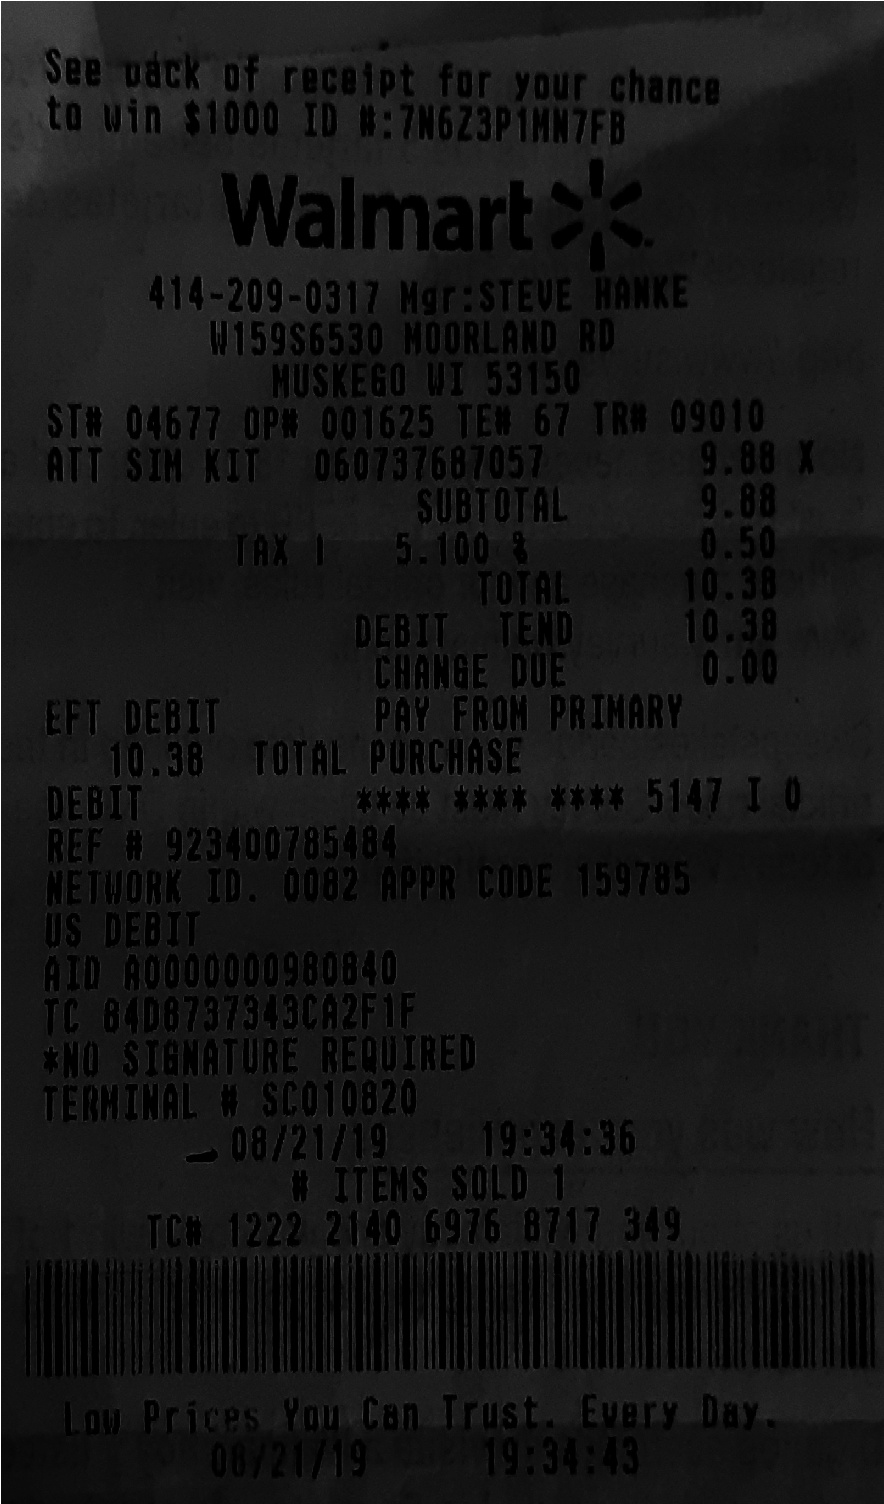 See back of receipt for your chance
to win $1000 ID #:7N6Z3P1MN7FB
Walmart
414-209-0317 Mgr:STEVE HANKE
W159S6530 MOORLAND RD
MUSKEGO WI 53150
ST# 04677 OP# 001625 TE# 67 TR# 09010
ATT SIM KIT 060737687057 9.88 X
SUBTOTAL 9.88
TAX 1 5.100 % 0.50
TOTAL 10.38
DEBIT TEND 10.38
CHANGE DUE 0.00
EFT DEBIT PAY FROM PRIMARY
10.38 TOTAL PURCHASE
DEBIT **** **** **** 5147 I 0
REF # 923400785484
NETWORK ID. 0082 APPR CODE 159785
US DEBIT
AID A0000000980840
TC 84D8737343CA2F1F
*NO SIGNATURE REQUIRED
TERMINAL # SC010820
08/21/19 19:34:36
# ITEMS SOLD 1
TC# 1222 2140 6976 8717 349
Low Prices You Can Trust. Every Day.
08/21/19 19:34:43